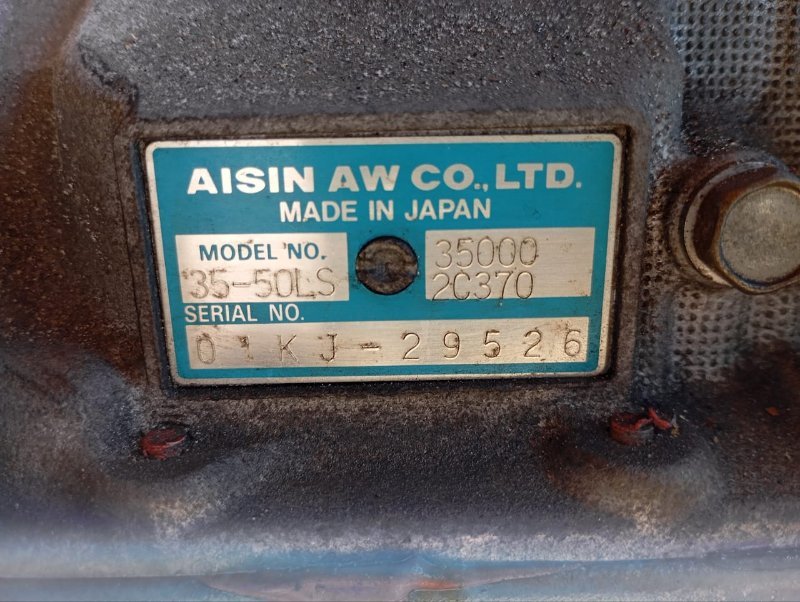 AISIN AW CO., LTD.
MADE IN JAPAN
MODEL NO.
35-50LS
35000
2C370
SERIAL NO.
01KJ-29526